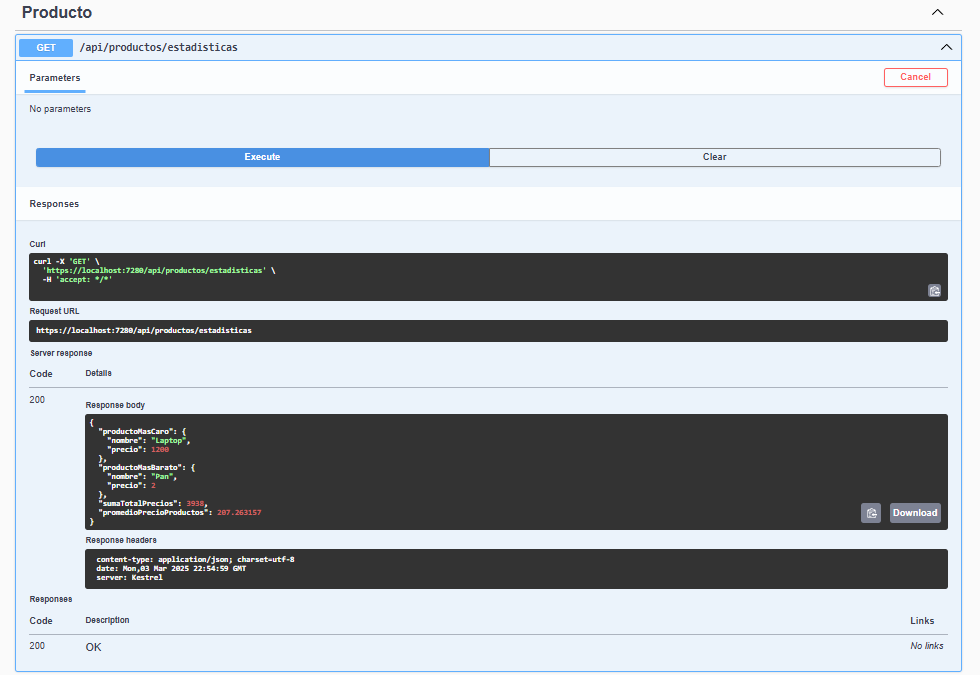 Producto
GET /api/productos/estadisticas
Parameters
Cancel
No parameters
Execute
Clear
Responses
Curl
curl -X 'GET' \
'https://localhost:7280/api/productos/estadisticas' \
-H 'accept: */*'
Request URL
https://localhost:7280/api/productos/estadisticas
Server response
Code Details
200
Response body
{
"productoMasCaro": {
"nombre": "Laptop",
"precio": 1200
},
"productoMasBarato": {
"nombre": "Pan",
"precio": 2
},
"sumaTotalPrecios": 3938,
"promedioPrecioProductos": 207.263157
}
Download
Response headers
content-type: application/json; charset=utf-8
date: Mon,03 Mar 2025 22:54:59 GMT
server: Kestrel
Responses
Code Description Links
200 OK No links